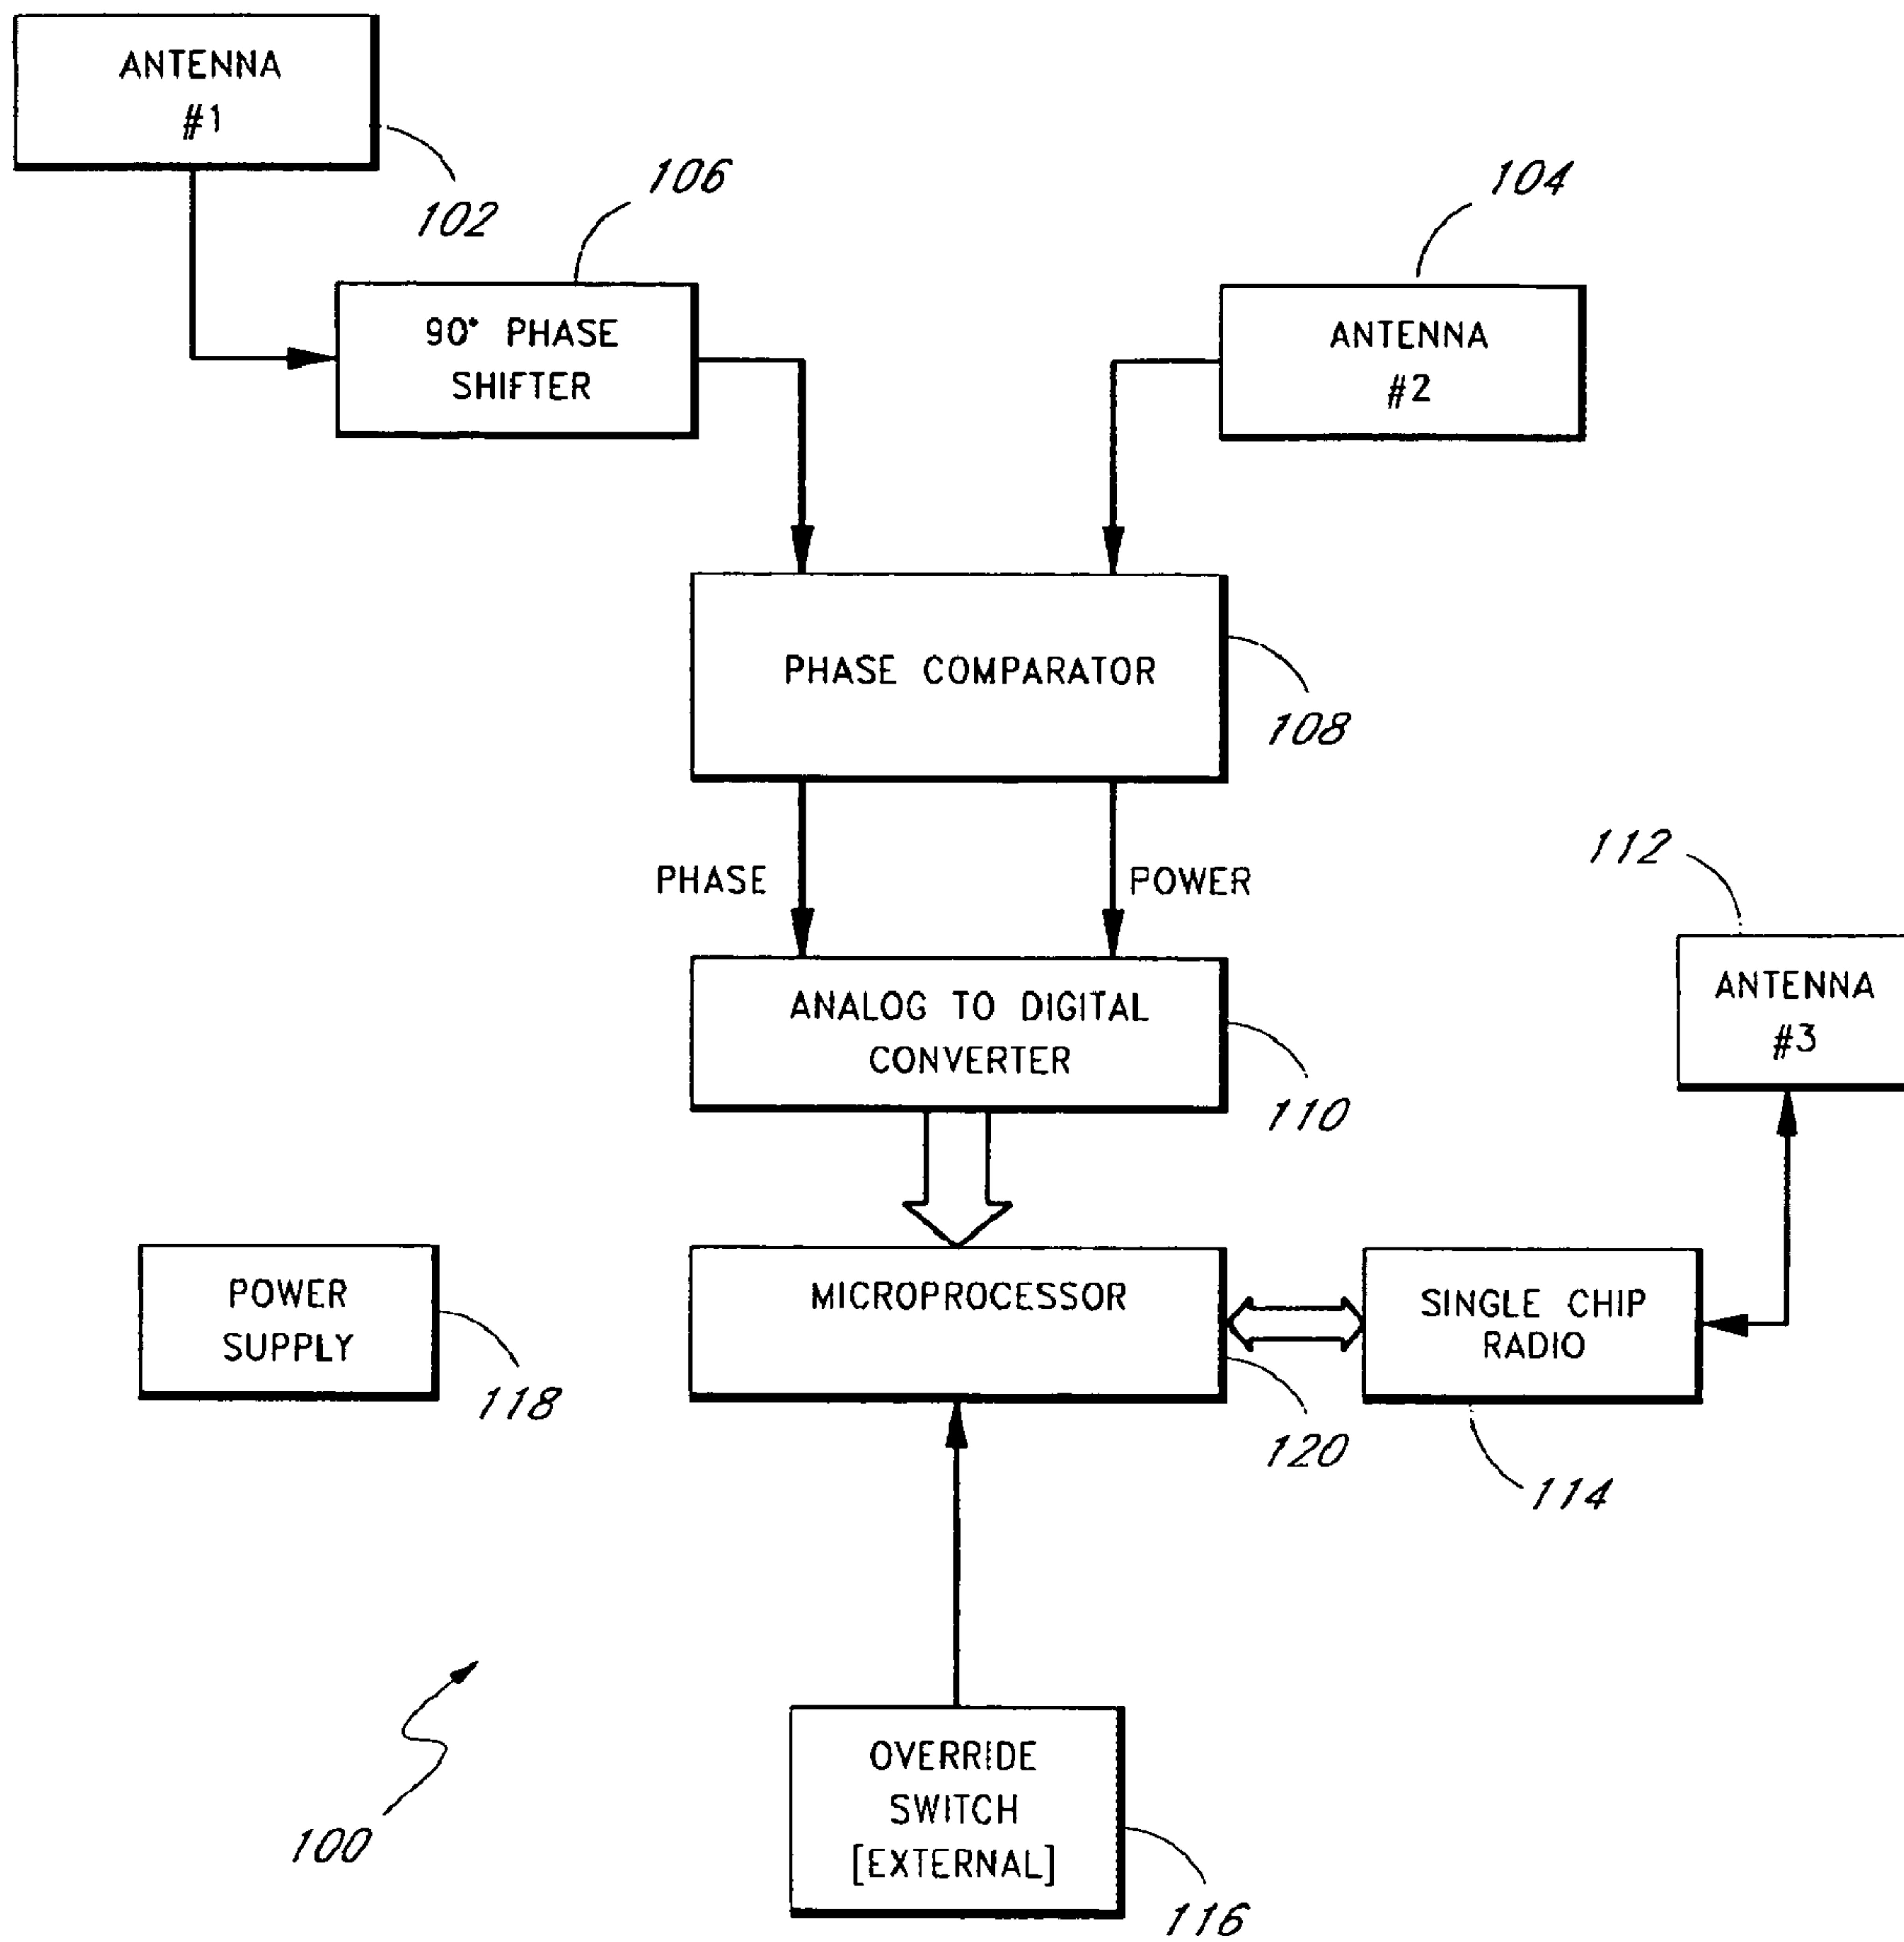 ANTENNA
#1
102
106
104
90° PHASE
SHIFTER
ANTENNA
#2
PHASE COMPARATOR
108
PHASE
POWER
112
ANALOG TO DIGITAL
CONVERTER
110
ANTENNA
#3
POWER
SUPPLY
118
MICROPROCESSOR
120
SINGLE CHIP
RADIO
114
100
OVERRIDE
SWITCH
[EXTERNAL]
116